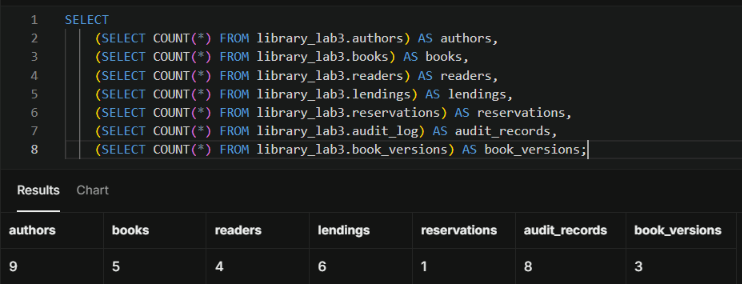 1 SELECT
2 (SELECT COUNT(*) FROM library_lab3.authors) AS authors,
3 (SELECT COUNT(*) FROM library_lab3.books) AS books,
4 (SELECT COUNT(*) FROM library_lab3.readers) AS readers,
5 (SELECT COUNT(*) FROM library_lab3.lendings) AS lendings,
6 (SELECT COUNT(*) FROM library_lab3.reservations) AS reservations,
7 (SELECT COUNT(*) FROM library_lab3.audit_log) AS audit_records,
8 (SELECT COUNT(*) FROM library_lab3.book_versions) AS book_versions;
Results Chart
authors books readers lendings reservations audit_records book_versions
9 5 4 6 1 8 3